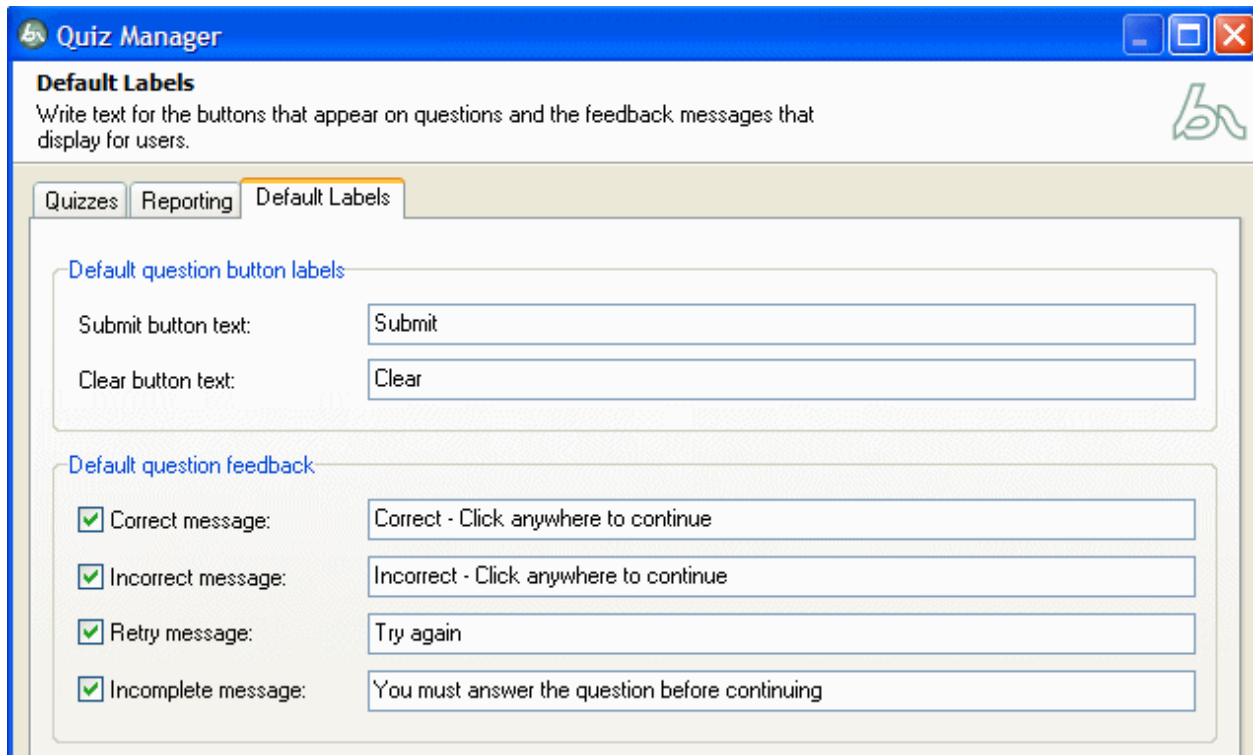 Quiz Manager
Default Labels
Write text for the buttons that appear on questions and the feedback messages that
display for users.
Quizzes Reporting Default Labels
Default question button labels
Submit button text: Submit
Clear button text: Clear
Default question feedback
Correct message: Correct - Click anywhere to continue
Incorrect message: Incorrect - Click anywhere to continue
Retry message: Try again
Incomplete message: You must answer the question before continuing